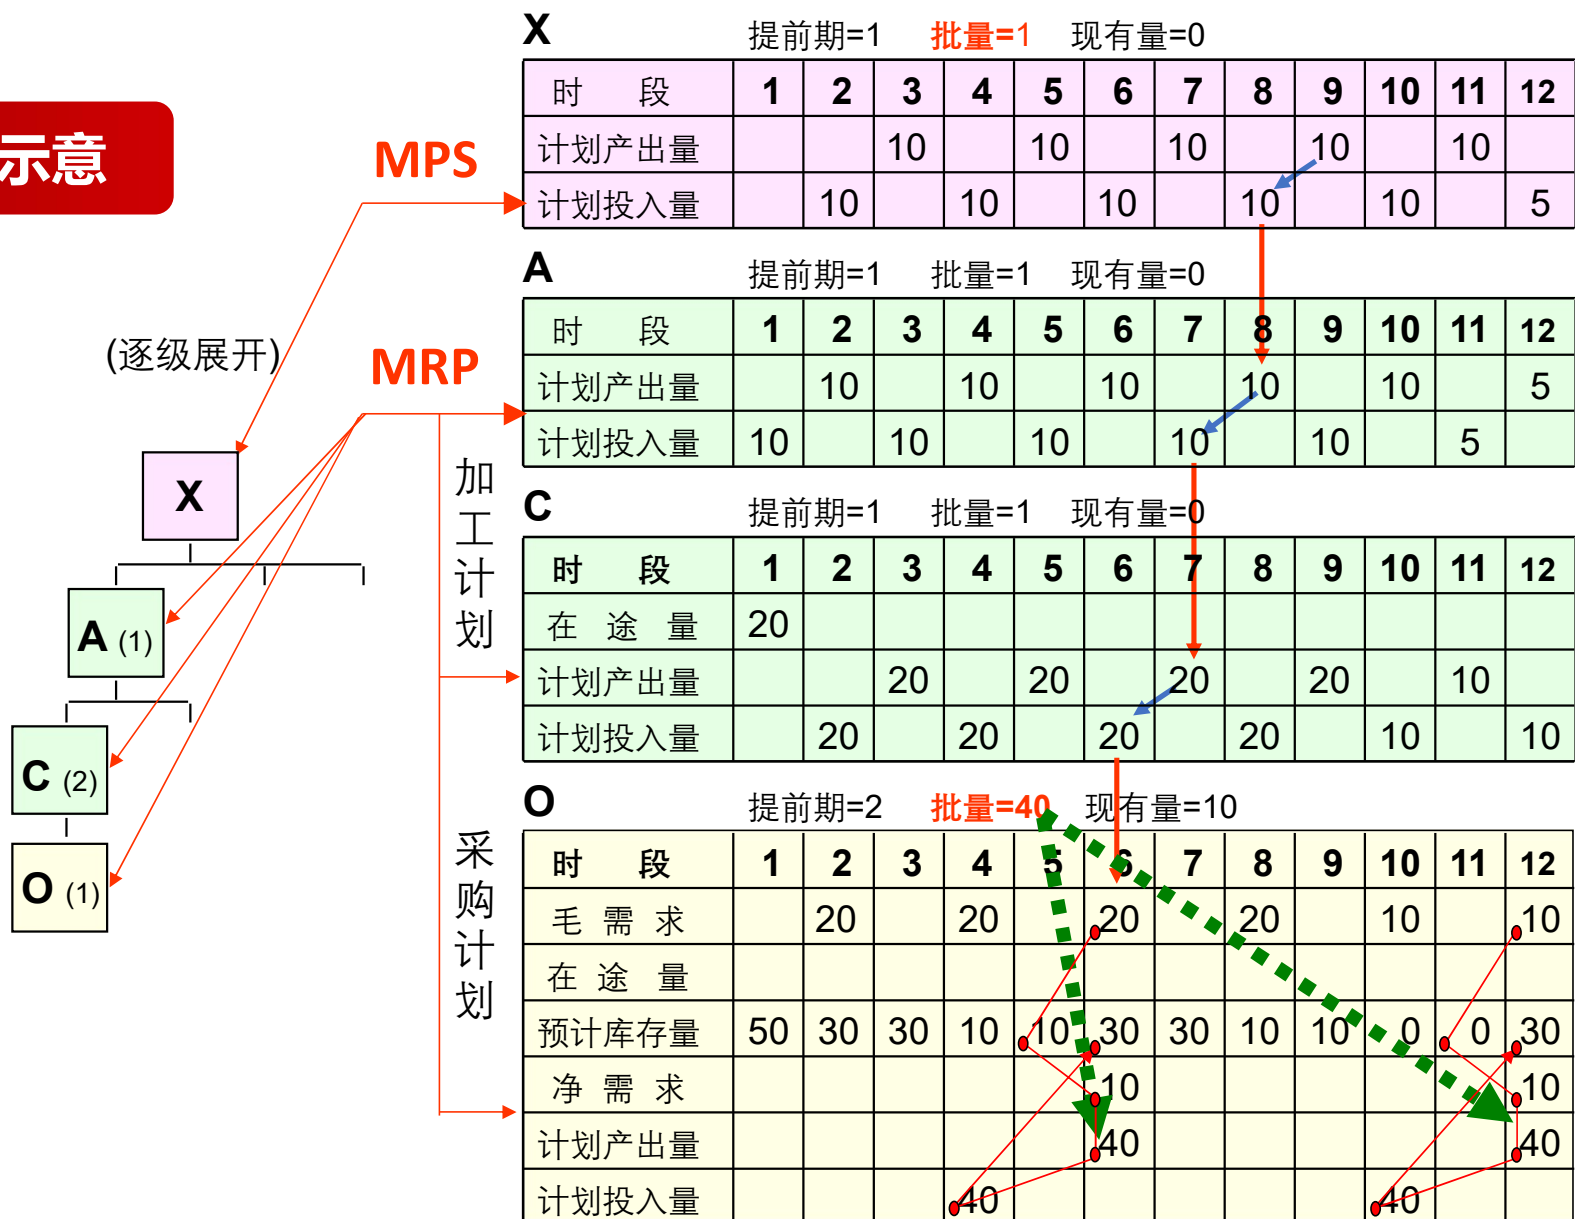 示意
MPS
(逐级展开)
MRP
X
A (1)
C (2)
O (1)
加工计划
采购计划
X 提前期=1 批量=1 现有量=0
时 段 1 2 3 4 5 6 7 8 9 10 11 12
计划产出量 10 10 10 10 10
计划投入量 10 10 10 10 10 5
A 提前期=1 批量=1 现有量=0
时 段 1 2 3 4 5 6 7 8 9 10 11 12
计划产出量 10 10 10 10 10 5
计划投入量 10 10 10 10 10 5
C 提前期=1 批量=1 现有量=0
时 段 1 2 3 4 5 6 7 8 9 10 11 12
在 途 量 20
计划产出量 20 20 20 20 10
计划投入量 20 20 20 20 10 10
O 提前期=2 批量=40 现有量=10
时 段 1 2 3 4 5 6 7 8 9 10 11 12
毛 需 求 20 20 20 20 10 10
在 途 量
预计库存量 50 30 30 10 10 30 30 10 10 0 0 30
净 需 求 10 10
计划产出量 40 40
计划投入量 40 40